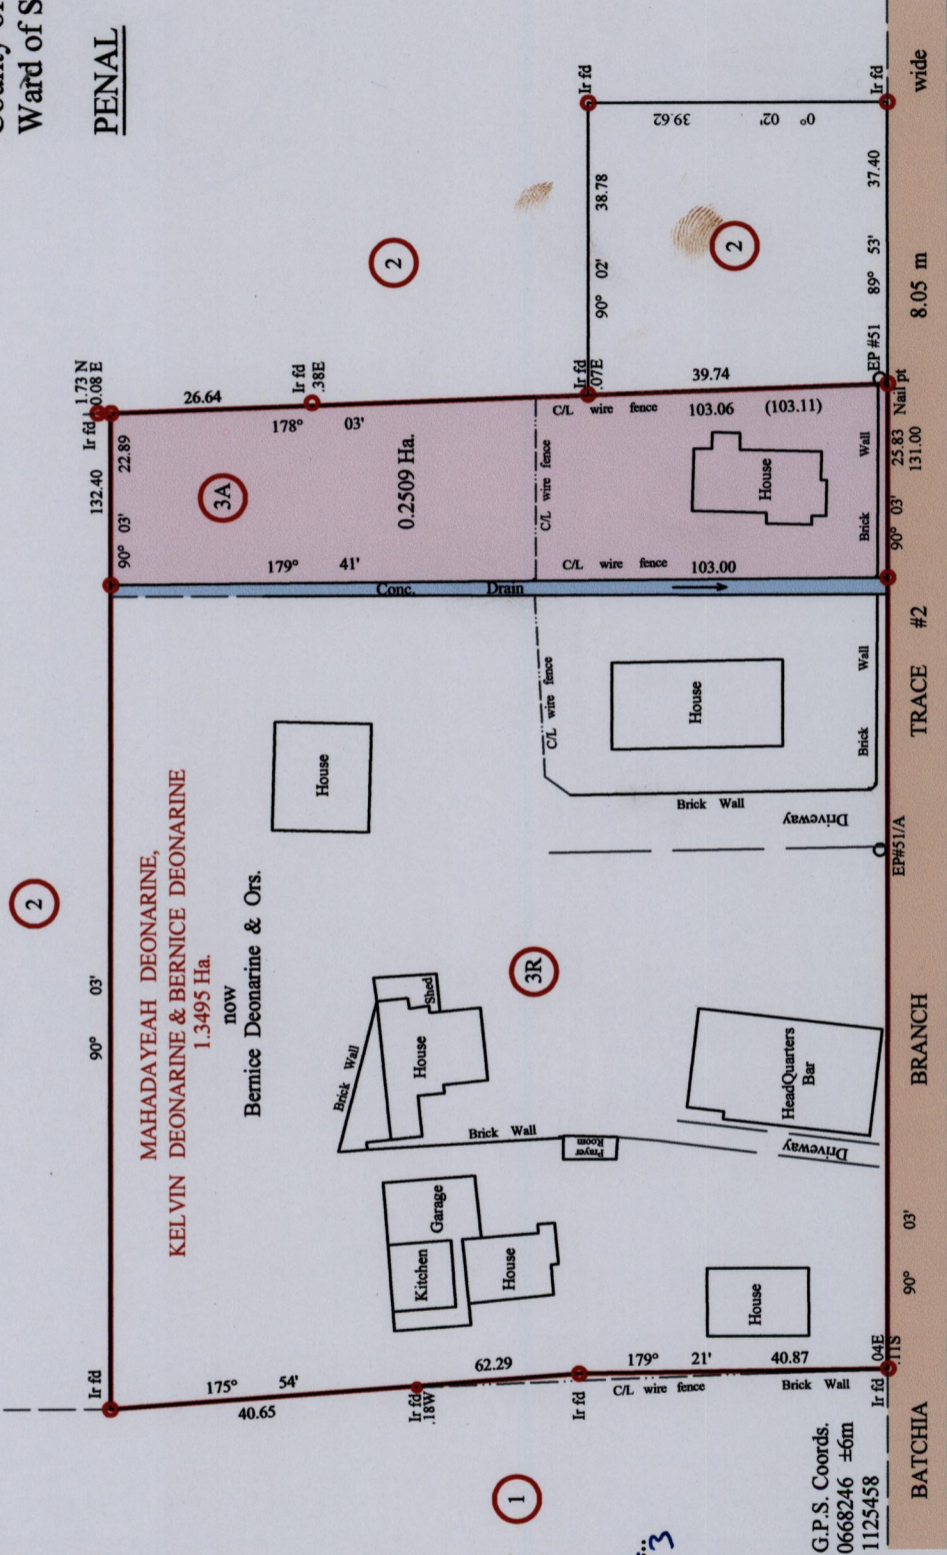 Ward of S
PENAL
2
2
2
1
3A
3R
Ir fd
1.73 N
0.08 E
26.64
Ir fd
.38E
178° 03'
Ir fd
.07E
90° 02' 38.78
Ir fd
0° 02' 39.62
Ir fd
89° 53' 37.40
EP #51
39.74
103.06 (103.11)
C/L wire fence
Nail pt
132.40
90° 03' 22.89
0.2509 Ha.
179° 41'
C/L wire fence
C/L wire fence
103.00
House
Brick Wall
90° 03' 25.83
131.00
Conc. Drain
C/L wire fence
House
Brick Wall
Brick Wall
Driveway
EP#51/A
House
MAHADAYEAH DEONARINE,
KELVIN DEONARINE & BERNICE DEONARINE
1.3495 Ha.
now
Bernice Deonarine & Ors.
90° 03'
Brick Wall
Shed
House
Brick Wall
Prayer
Room
HeadQuarters
Bar
Driveway
Garage
Kitchen
House
House
Ir fd
175° 54'
40.65
Ir fd
.18W
62.29
Ir fd
179° 21' 40.87
C/L wire fence
Brick Wall
Ir fd
.04E
.11S
90° 03'
BATCHIA BRANCH TRACE #2 8.05 m wide
G.P.S. Coords.
0668246 ±6m
1125458
3